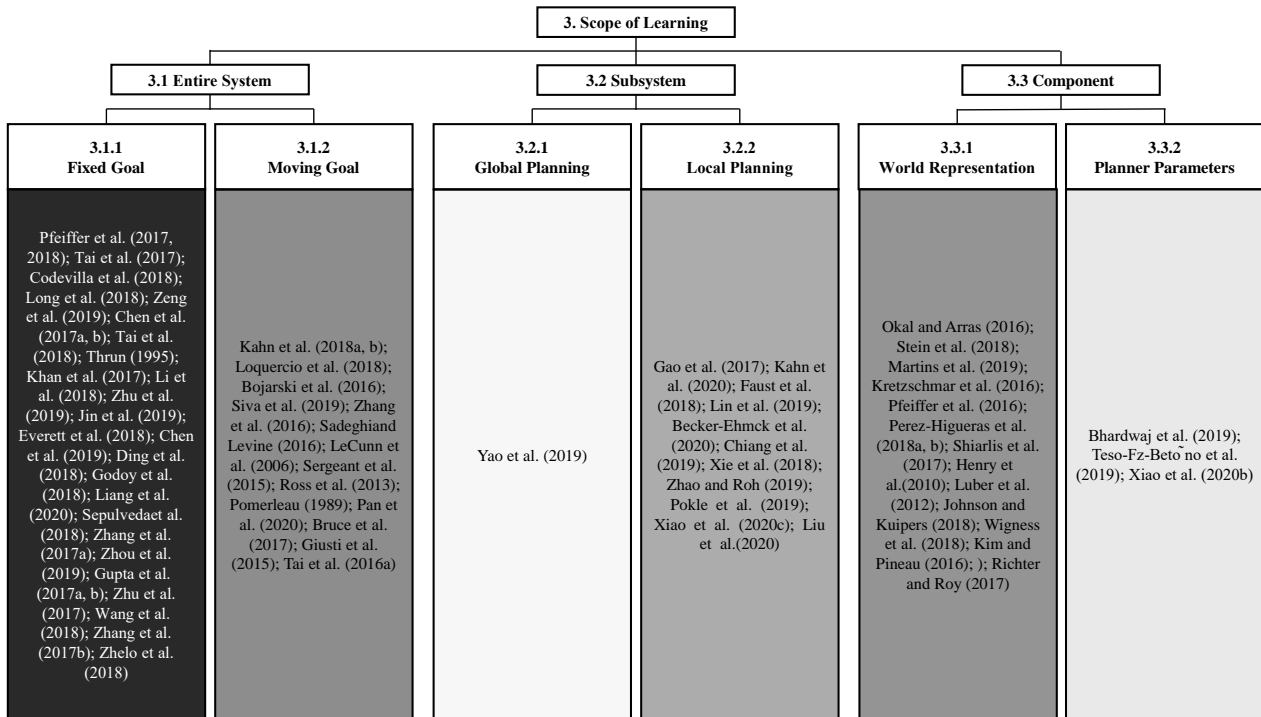 3. Scope of Learning
3.1 Entire System
3.2 Subsystem
3.3 Component
3.1.1
Fixed Goal
3.1.2
Moving Goal
3.2.1
Global Planning
3.2.2
Local Planning
3.3.1
World Representation
3.3.2
Planner Parameters
Pfeiffer et al. (2017,
2018); Tai et al. (2017);
Codevilla et al. (2018);
Long et al. (2018); Zeng
et al. (2019); Chen et al.
(2017a, b); Tai et al.
(2018); Thrun (1995);
Khan et al. (2017); Li et
al. (2018); Zhu et al.
(2019); Jin et al. (2019);
Everett et al. (2018); Chen
et al. (2019); Ding et al.
(2018); Godoy et al.
(2018); Liang et al.
(2020); Sepulvedaet al.
(2018); Zhang et al.
(2017a); Zhou et al.
(2019); Gupta et al.
(2017a, b); Zhu et al.
(2017); Wang et al.
(2018); Zhang et al.
(2017b); Zhelo et al.
(2018)
Kahn et al. (2018a, b);
Loquercio et al. (2018);
Bojarski et al. (2016);
Siva et al. (2019); Zhang
et al. (2016); Sadeghiand
Levine (2016); LeCunn et
al. (2006); Sergeant et al.
(2015); Ross et al. (2013);
Pomerleau (1989); Pan et
al. (2020); Bruce et al.
(2017); Giusti et al.
(2015); Tai et al. (2016a)
Yao et al. (2019)
Gao et al. (2017); Kahn et
al. (2020); Faust et al.
(2018); Lin et al. (2019);
Becker-Ehmck et al.
(2020); Chiang et al.
(2019); Xie et al. (2018);
Zhao and Roh (2019);
Pokle et al. (2019);
Xiao et al. (2020c); Liu
et al.(2020)
Okal and Arras (2016);
Stein et al. (2018);
Martins et al. (2019);
Kretzschmar et al. (2016);
Pfeiffer et al. (2016);
Perez-Higueras et al.
(2018a, b); Shiarlis et al.
(2017); Henry et
al.(2010); Luber et al.
(2012); Johnson and
Kuipers (2018); Wigness
et al. (2018); Kim and
Pineau (2016); ); Richter
and Roy (2017)
Bhardwaj et al. (2019);
Teso-Fz-Beto˜no et al.
(2019); Xiao et al. (2020b)